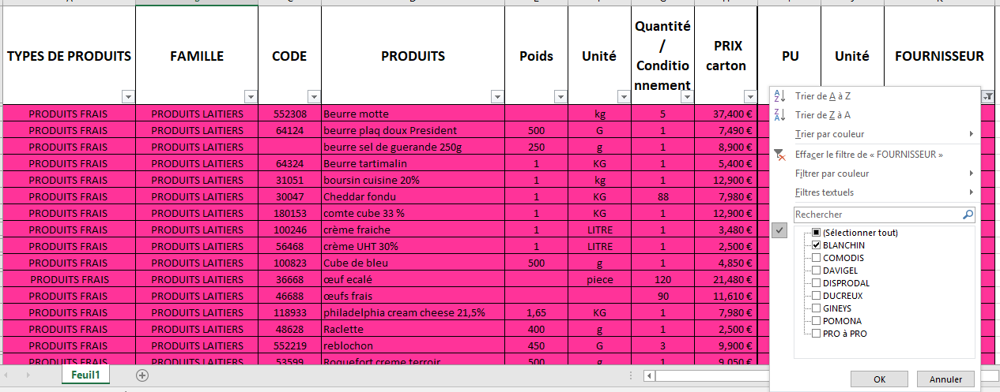 TYPES DE PRODUITS FAMILLE CODE PRODUITS Poids Unité Quantité / Conditio nnement PRIX carton PU Unité FOURNISSEUR
PRODUITS FRAIS PRODUITS LAITIERS 552308 Beurre motte kg 5 37,400 €
PRODUITS FRAIS PRODUITS LAITIERS 64124 beurre plaq doux President 500 G 1 7,490 €
PRODUITS FRAIS PRODUITS LAITIERS beurre sel de guerande 250g 250 g 1 8,900 €
PRODUITS FRAIS PRODUITS LAITIERS 64324 Beurre tartimalin 1 KG 1 5,400 €
PRODUITS FRAIS PRODUITS LAITIERS 31051 boursin cuisine 20% 1 kg 1 12,900 €
PRODUITS FRAIS PRODUITS LAITIERS 30047 Cheddar fondu 1 KG 88 7,980 €
PRODUITS FRAIS PRODUITS LAITIERS 180153 comte cube 33 % 1 KG 1 12,900 €
PRODUITS FRAIS PRODUITS LAITIERS 100246 crème fraiche 1 LITRE 1 3,480 €
PRODUITS FRAIS PRODUITS LAITIERS 56468 crème UHT 30% 1 LITRE 1 2,500 €
PRODUITS FRAIS PRODUITS LAITIERS 100823 Cube de bleu 500 g 1 4,850 €
PRODUITS FRAIS PRODUITS LAITIERS 36668 œuf ecalé piece 120 21,480 €
PRODUITS FRAIS PRODUITS LAITIERS 46688 œufs frais 90 11,610 €
PRODUITS FRAIS PRODUITS LAITIERS 118933 philadelphia cream cheese 21,5% 1,65 KG 1 7,980 €
PRODUITS FRAIS PRODUITS LAITIERS 48628 Raclette 400 g 1 2,500 €
PRODUITS FRAIS PRODUITS LAITIERS 552219 reblochon 450 G 3 9,900 €
PRODUITS FRAIS PRODUITS LAITIERS 53599 Roquefort creme terroir 500 g 1 9,050 €
Trier de A à Z
Trier de Z à A
Trier par couleur
Effacer le filtre de « FOURNISSEUR »
Filtrer par couleur
Filtres textuels
Rechercher
(Sélectionner tout)
BLANCHIN
COMODIS
DAVIGEL
DISPRODAL
DUCREUX
GINEYS
POMONA
PRO à PRO
OK Annuler
Feuil1